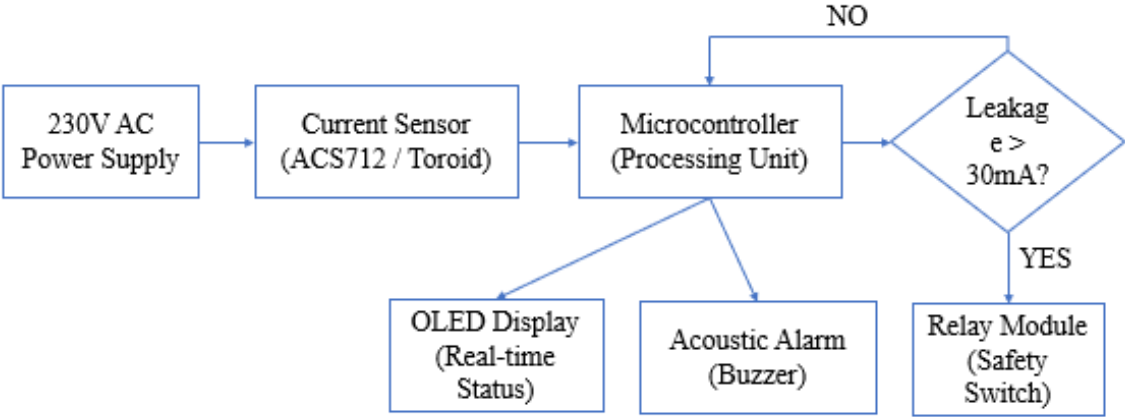 NO
230V AC
Power Supply
Current Sensor
(ACS712 / Toroid)
Microcontroller
(Processing Unit)
Leakag
e >
30mA?
YES
OLED Display
(Real-time
Status)
Acoustic Alarm
(Buzzer)
Relay Module
(Safety
Switch)